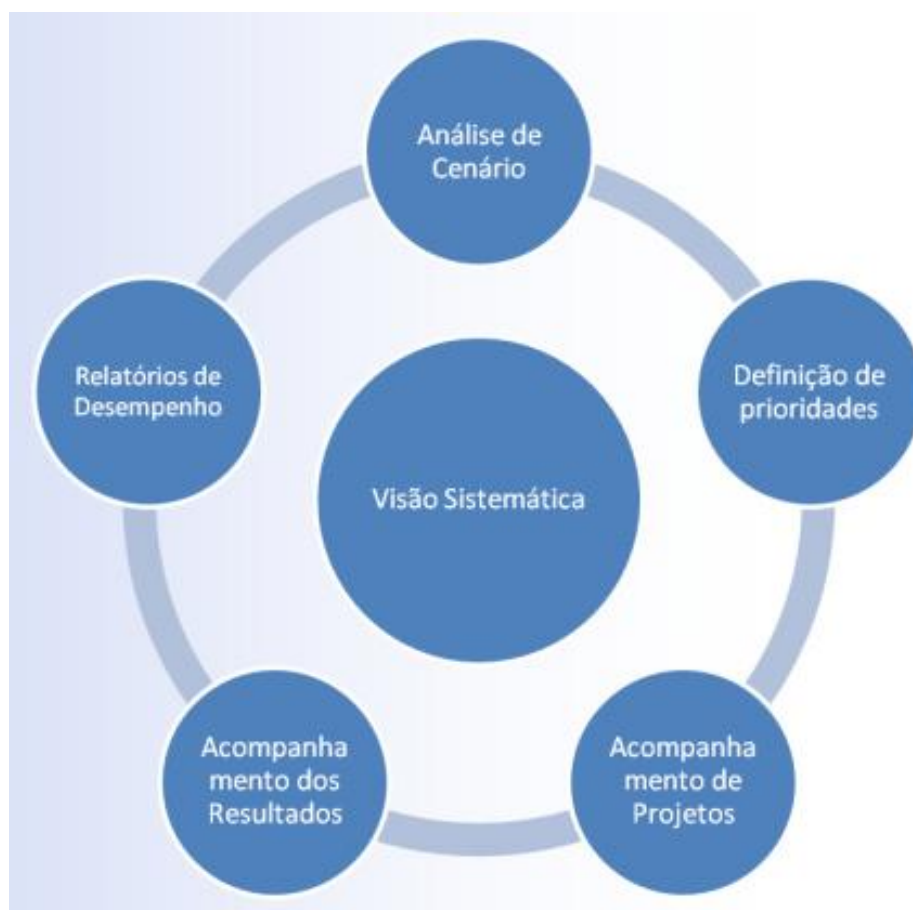 Análise de
Cenário
Definição de
prioridades
Relatórios de
Desempenho
Visão Sistemática
Acompanha
mento dos
Resultados
Acompanha
mento de
Projetos